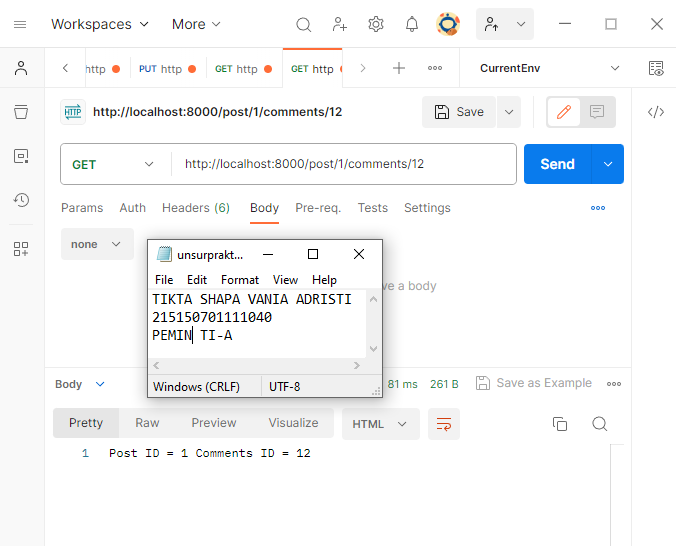 Workspaces More
http PUT http GET http GET http CurrentEnv
HTTP http://localhost:8000/post/1/comments/12 Save
GET http://localhost:8000/post/1/comments/12 Send
Params Auth Headers (6) Body Pre-req. Tests Settings
none
unsurprakt...
File Edit Format View Help
TIKTA SHAPA VANIA ADRISTI
215150701111040
PEMIN TI-A
Windows (CRLF) UTF-8
a body
Body 81 ms 261 B Save as Example
Pretty Raw Preview Visualize HTML
1 Post ID = 1 Comments ID = 12